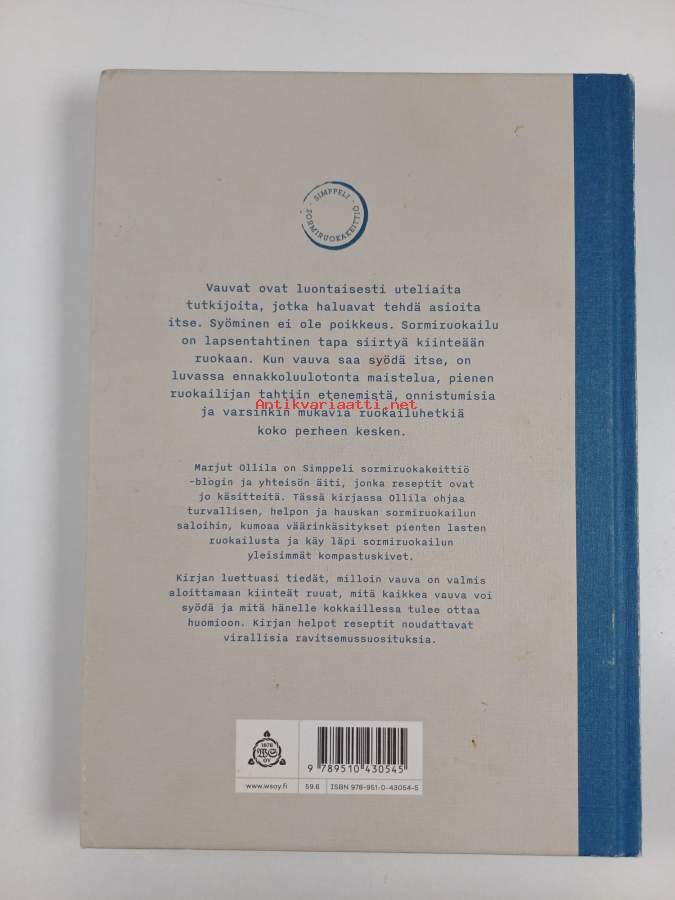 · SIMPPELI ·
SORMIRUOKAKEITTIÖ
Vauvat ovat luontaisesti uteliaita
tutkijoita, jotka haluavat tehdä asioita
itse. Syöminen ei ole poikkeus. Sormiruokailu
on lapsentahtinen tapa siirtyä kiinteään
ruokaan. Kun vauva saa syödä itse, on
luvassa ennakkoluulotonta maistelua, pienen
ruokailijan tahtiin etenemistä, onnistumisia
Antikvariaatti.net
ja varsinkin mukavia ruokailuhetkiä
koko perheen kesken.
Marjut Ollila on Simppeli sormiruokakeittiö
-blogin ja yhteisön äiti, jonka reseptit ovat
jo käsitteitä. Tässä kirjassa Ollila ohjaa
turvallisen, helpon ja hauskan sormiruokailun
saloihin, kumoaa väärinkäsitykset pienten lasten
ruokailusta ja käy läpi sormiruokailun
yleisimmät kompastuskivet.
Kirjan luettuasi tiedät, milloin vauva on valmis
aloittamaan kiinteät ruuat, mitä kaikkea vauva voi
syödä ja mitä hänelle kokkaillessa tulee ottaa
huomioon. Kirjan helpot reseptit noudattavat
virallisia ravitsemussuosituksia.
1878
WS
OY
9 789510 430545
www.wsoy.fi
59.6
ISBN 978-951-0-43054-5